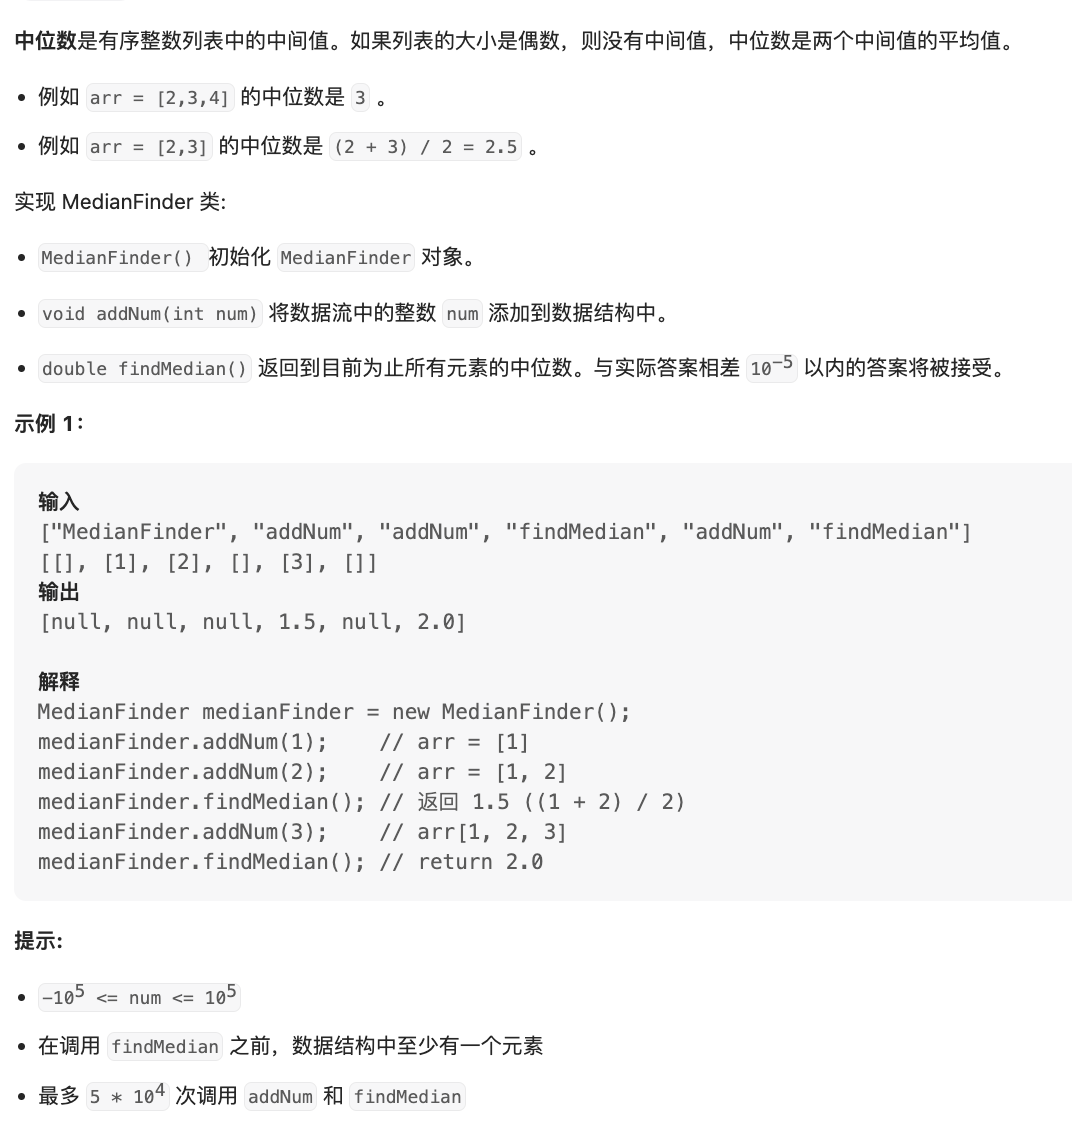 中位数是有序整数列表中的中间值。如果列表的大小是偶数，则没有中间值，中位数是两个中间值的平均值。
• 例如 arr = [2,3,4] 的中位数是 3 。
• 例如 arr = [2,3] 的中位数是 (2 + 3) / 2 = 2.5 。
实现 MedianFinder 类:
• MedianFinder() 初始化 MedianFinder 对象。
• void addNum(int num) 将数据流中的整数 num 添加到数据结构中。
• double findMedian() 返回到目前为止所有元素的中位数。与实际答案相差 10⁻⁵ 以内的答案将被接受。
示例 1：
输入
["MedianFinder", "addNum", "addNum", "findMedian", "addNum", "findMedian"]
[[], [1], [2], [], [3], []]
输出
[null, null, null, 1.5, null, 2.0]
解释
MedianFinder medianFinder = new MedianFinder();
medianFinder.addNum(1);    // arr = [1]
medianFinder.addNum(2);    // arr = [1, 2]
medianFinder.findMedian(); // 返回 1.5 ((1 + 2) / 2)
medianFinder.addNum(3);    // arr[1, 2, 3]
medianFinder.findMedian(); // return 2.0
提示:
• -10⁵ <= num <= 10⁵
• 在调用 findMedian 之前，数据结构中至少有一个元素
• 最多 5 * 10⁴ 次调用 addNum 和 findMedian